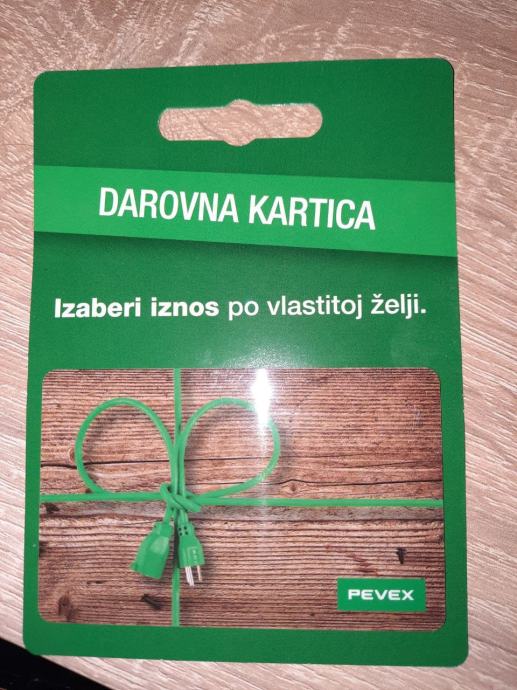 DAROVNA KARTICA
Izaberi iznos po vlastitoj želji.
PEVEX